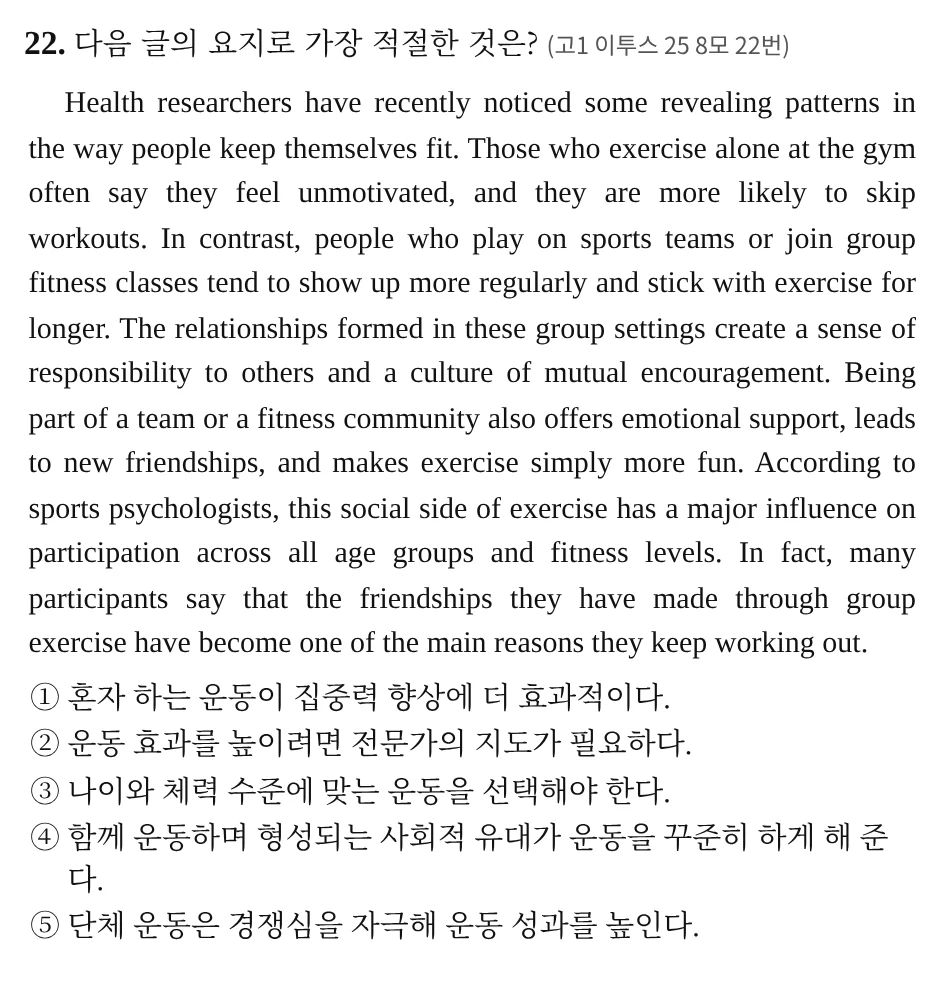 22. 다음 글의 요지로 가장 적절한 것은? (고1 이투스 25 8모 22번)
Health researchers have recently noticed some revealing patterns in
the way people keep themselves fit. Those who exercise alone at the gym
often say they feel unmotivated, and they are more likely to skip
workouts. In contrast, people who play on sports teams or join group
fitness classes tend to show up more regularly and stick with exercise for
longer. The relationships formed in these group settings create a sense of
responsibility to others and a culture of mutual encouragement. Being
part of a team or a fitness community also offers emotional support, leads
to new friendships, and makes exercise simply more fun. According to
sports psychologists, this social side of exercise has a major influence on
participation across all age groups and fitness levels. In fact, many
participants say that the friendships they have made through group
exercise have become one of the main reasons they keep working out.
① 혼자 하는 운동이 집중력 향상에 더 효과적이다.
② 운동 효과를 높이려면 전문가의 지도가 필요하다.
③ 나이와 체력 수준에 맞는 운동을 선택해야 한다.
④ 함께 운동하며 형성되는 사회적 유대가 운동을 꾸준히 하게 해 준
다.
⑤ 단체 운동은 경쟁심을 자극해 운동 성과를 높인다.